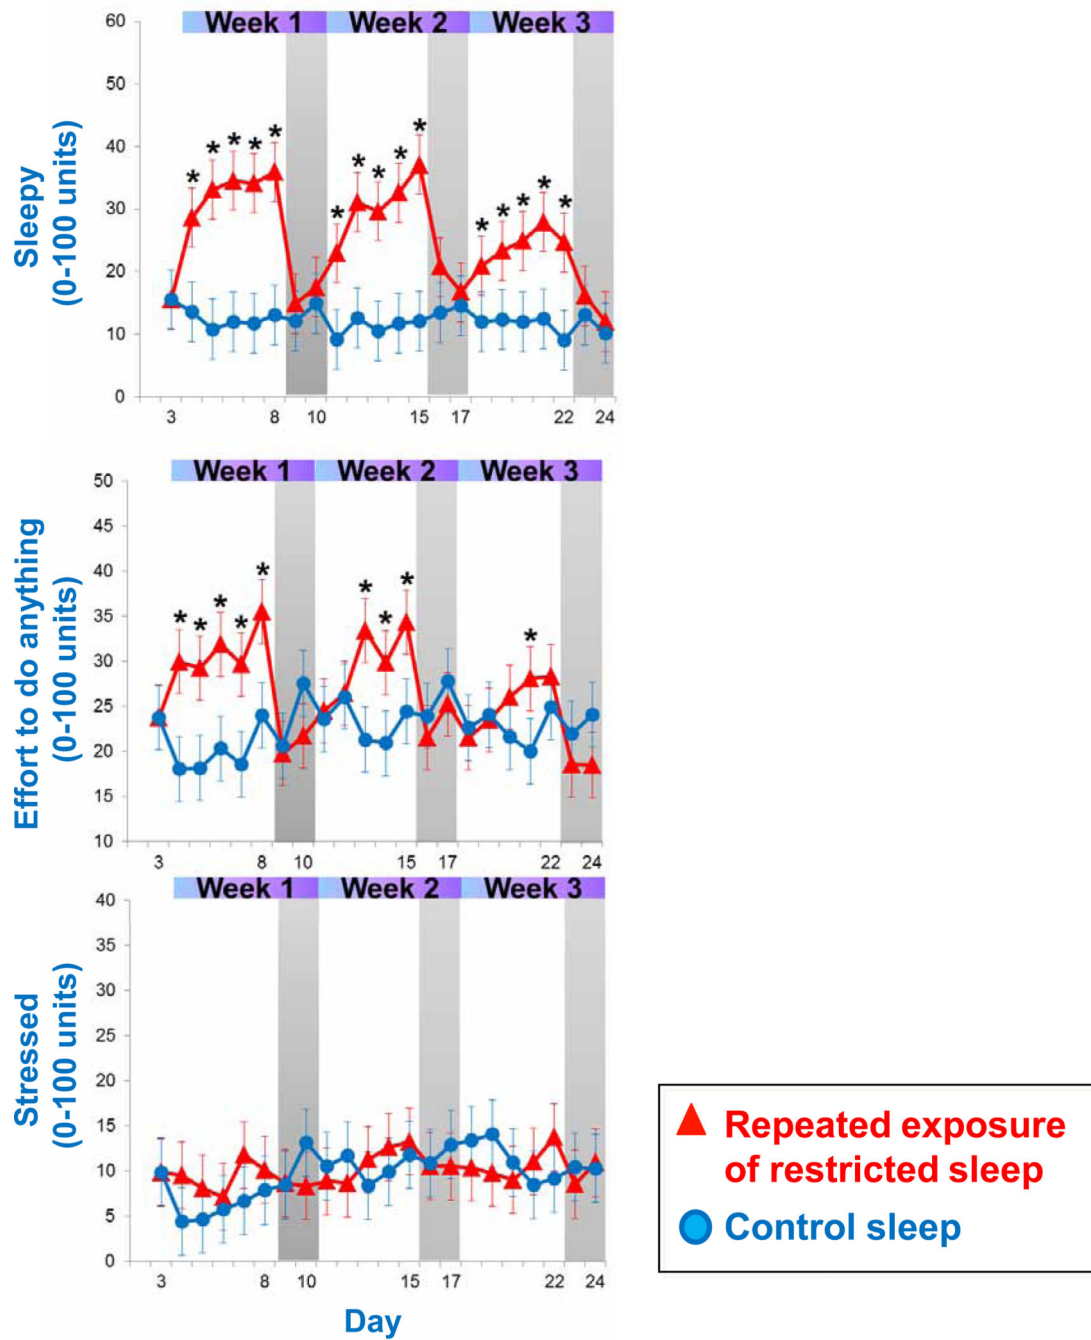 Week 1 Week 2 Week 3
60
50
40
30
20
10
0
Sleepy
(0-100 units)
* * * * * * * * * * * * * * *
3 8 10 15 17 22 24
Week 1 Week 2 Week 3
50
45
40
35
30
25
20
15
10
Effort to do anything
(0-100 units)
* * * * * * * * *
3 8 10 15 17 22 24
Week 1 Week 2 Week 3
40
35
30
25
20
15
10
5
0
Stressed
(0-100 units)
3 8 10 15 17 22 24
Day
Repeated exposure
of restricted sleep
Control sleep